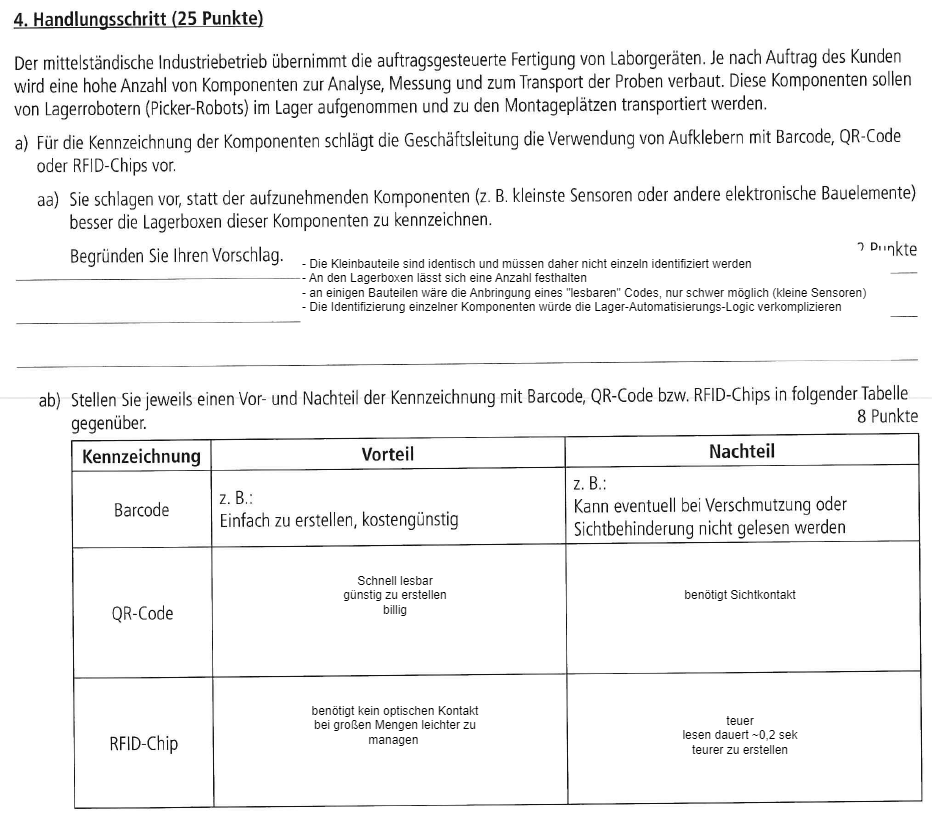 4. Handlungsschritt (25 Punkte)
Der mittelständische Industriebetrieb übernimmt die auftragsgesteuerte Fertigung von Laborgeräten. Je nach Auftrag des Kunden
wird eine hohe Anzahl von Komponenten zur Analyse, Messung und zum Transport der Proben verbaut. Diese Komponenten sollen
von Lagerrobotern (Picker-Robots) im Lager aufgenommen und zu den Montageplätzen transportiert werden.
a) Für die Kennzeichnung der Komponenten schlägt die Geschäftsleitung die Verwendung von Aufklebern mit Barcode, QR-Code
oder RFID-Chips vor.
aa) Sie schlagen vor, statt der aufzunehmenden Komponenten (z. B. kleinste Sensoren oder andere elektronische Bauelemente)
besser die Lagerboxen dieser Komponenten zu kennzeichnen.
Begründen Sie Ihren Vorschlag.
Punkte
- Die Kleinbauteile sind identisch und müssen daher nicht einzeln identifiziert werden
- An den Lagerboxen lässt sich eine Anzahl festhalten
- an einigen Bauteilen wäre die Anbringung eines "lesbaren" Codes, nur schwer möglich (kleine Sensoren)
- Die Identifizierung einzelner Komponenten würde die Lager-Automatisierungs-Logic verkomplizieren
ab) Stellen Sie jeweils einen Vor- und Nachteil der Kennzeichnung mit Barcode, QR-Code bzw. RFID-Chips in folgender Tabelle
gegenüber.
8 Punkte
Kennzeichnung Vorteil Nachteil
Barcode
z. B.:
Einfach zu erstellen, kostengünstig
z. B.:
Kann eventuell bei Verschmutzung oder
Sichtbehinderung nicht gelesen werden
QR-Code
Schnell lesbar
günstig zu erstellen
billig
benötigt Sichtkontakt
RFID-Chip
benötigt kein optischen Kontakt
bei großen Mengen leichter zu
managen
teuer
lesen dauert ~0,2 sek
teurer zu erstellen